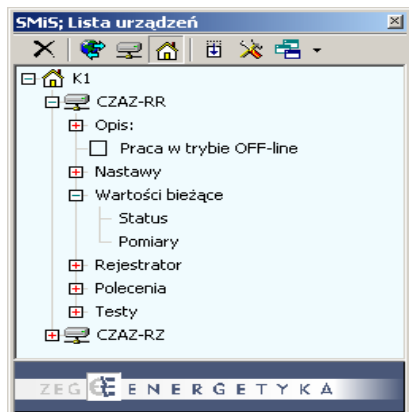 SMiS; Lista urządzeń
K1
CZAZ-RR
Opis:
Praca w trybie OFF-line
Nastawy
Wartości bieżące
Status
Pomiary
Rejestrator
Polecenia
Testy
CZAZ-RZ
ZEG ENERGETYKA